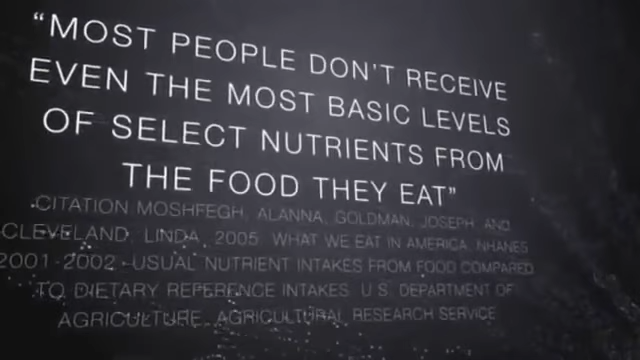 “MOST PEOPLE DON’T RECEIVE
EVEN THE MOST BASIC LEVELS
OF SELECT NUTRIENTS FROM
THE FOOD THEY EAT”
CITATION MOSHFEGH, ALANNA, GOLDMAN, JOSEPH, AND
CLEVELAND, LINDA, 2005. WHAT WE EAT IN AMERICA, NHANES
2001-2002: USUAL NUTRIENT INTAKES FROM FOOD COMPARED
TO DIETARY REFERENCE INTAKES. U.S. DEPARTMENT OF
AGRICULTURE, AGRICULTURAL RESEARCH SERVICE